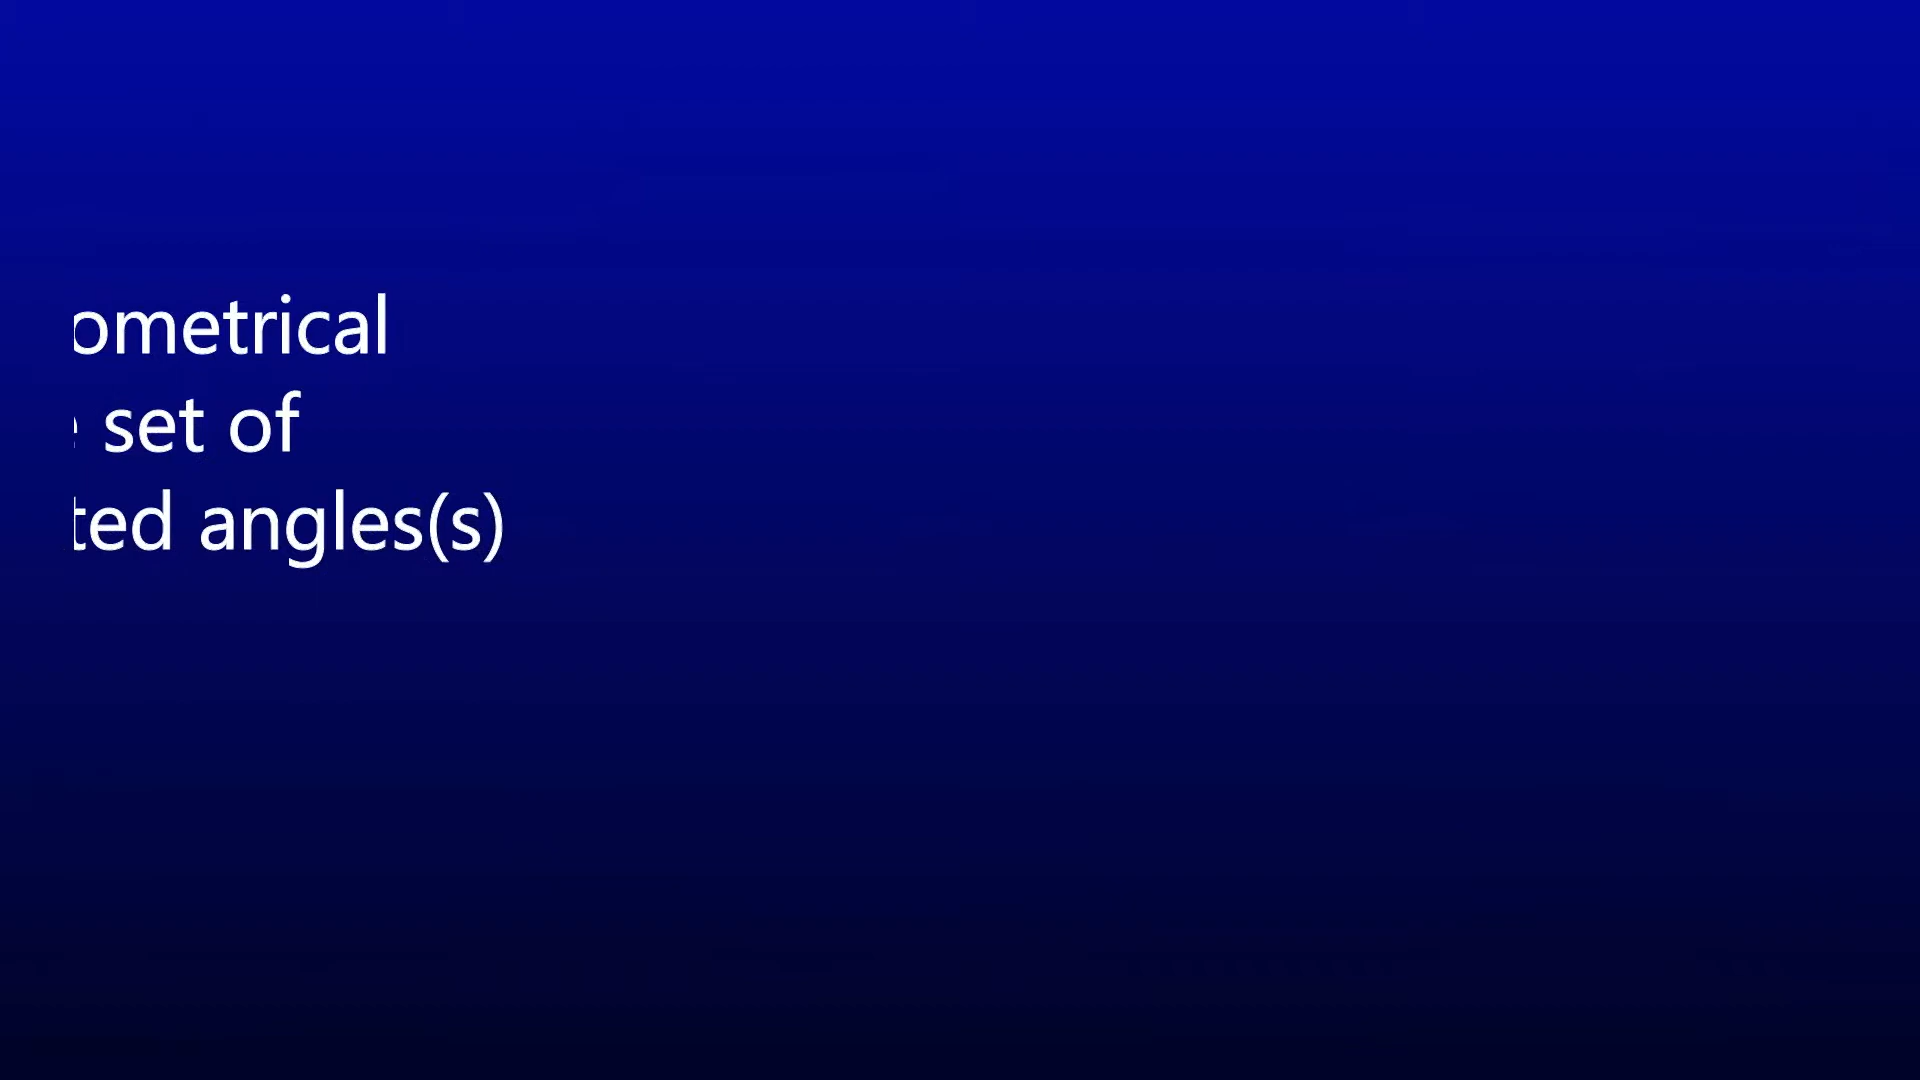 ometrical
set of
ted angles(s)